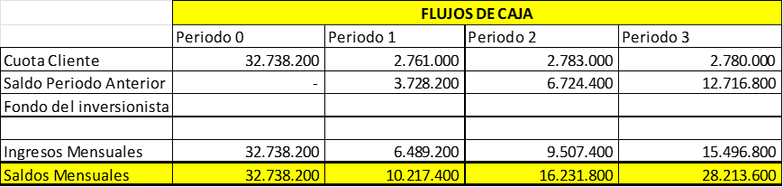 FLUJOS DE CAJA
Periodo 0 Periodo 1 Periodo 2 Periodo 3
Cuota Cliente 32.738.200 2.761.000 2.783.000 2.780.000
Saldo Periodo Anterior - 3.728.200 6.724.400 12.716.800
Fondo del inversionista
Ingresos Mensuales 32.738.200 6.489.200 9.507.400 15.496.800
Saldos Mensuales 32.738.200 10.217.400 16.231.800 28.213.600